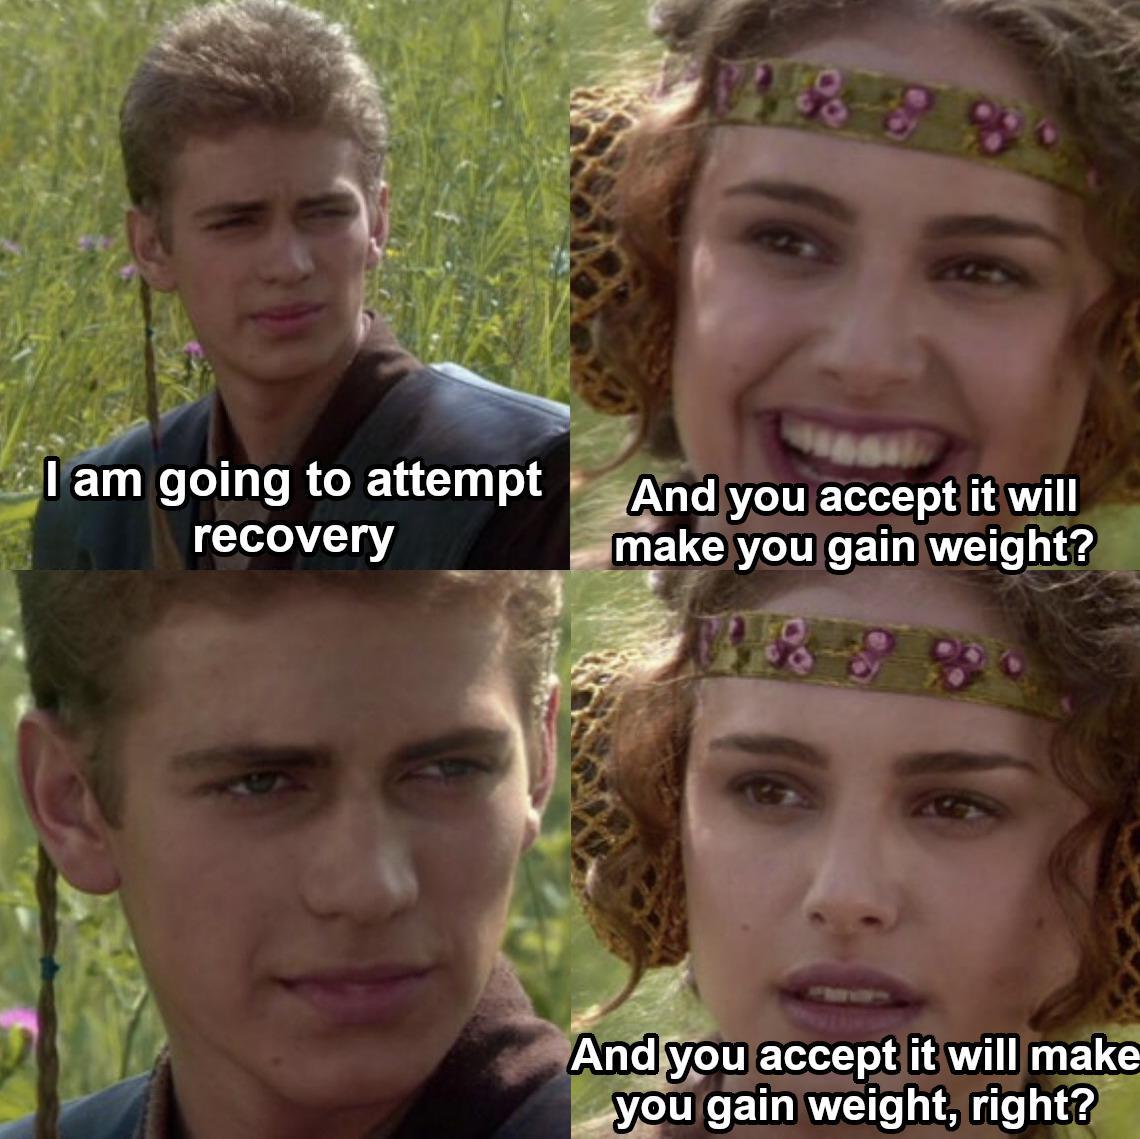 I am going to attempt
recovery
And you accept it will
make you gain weight?
And you accept it will make
you gain weight, right?